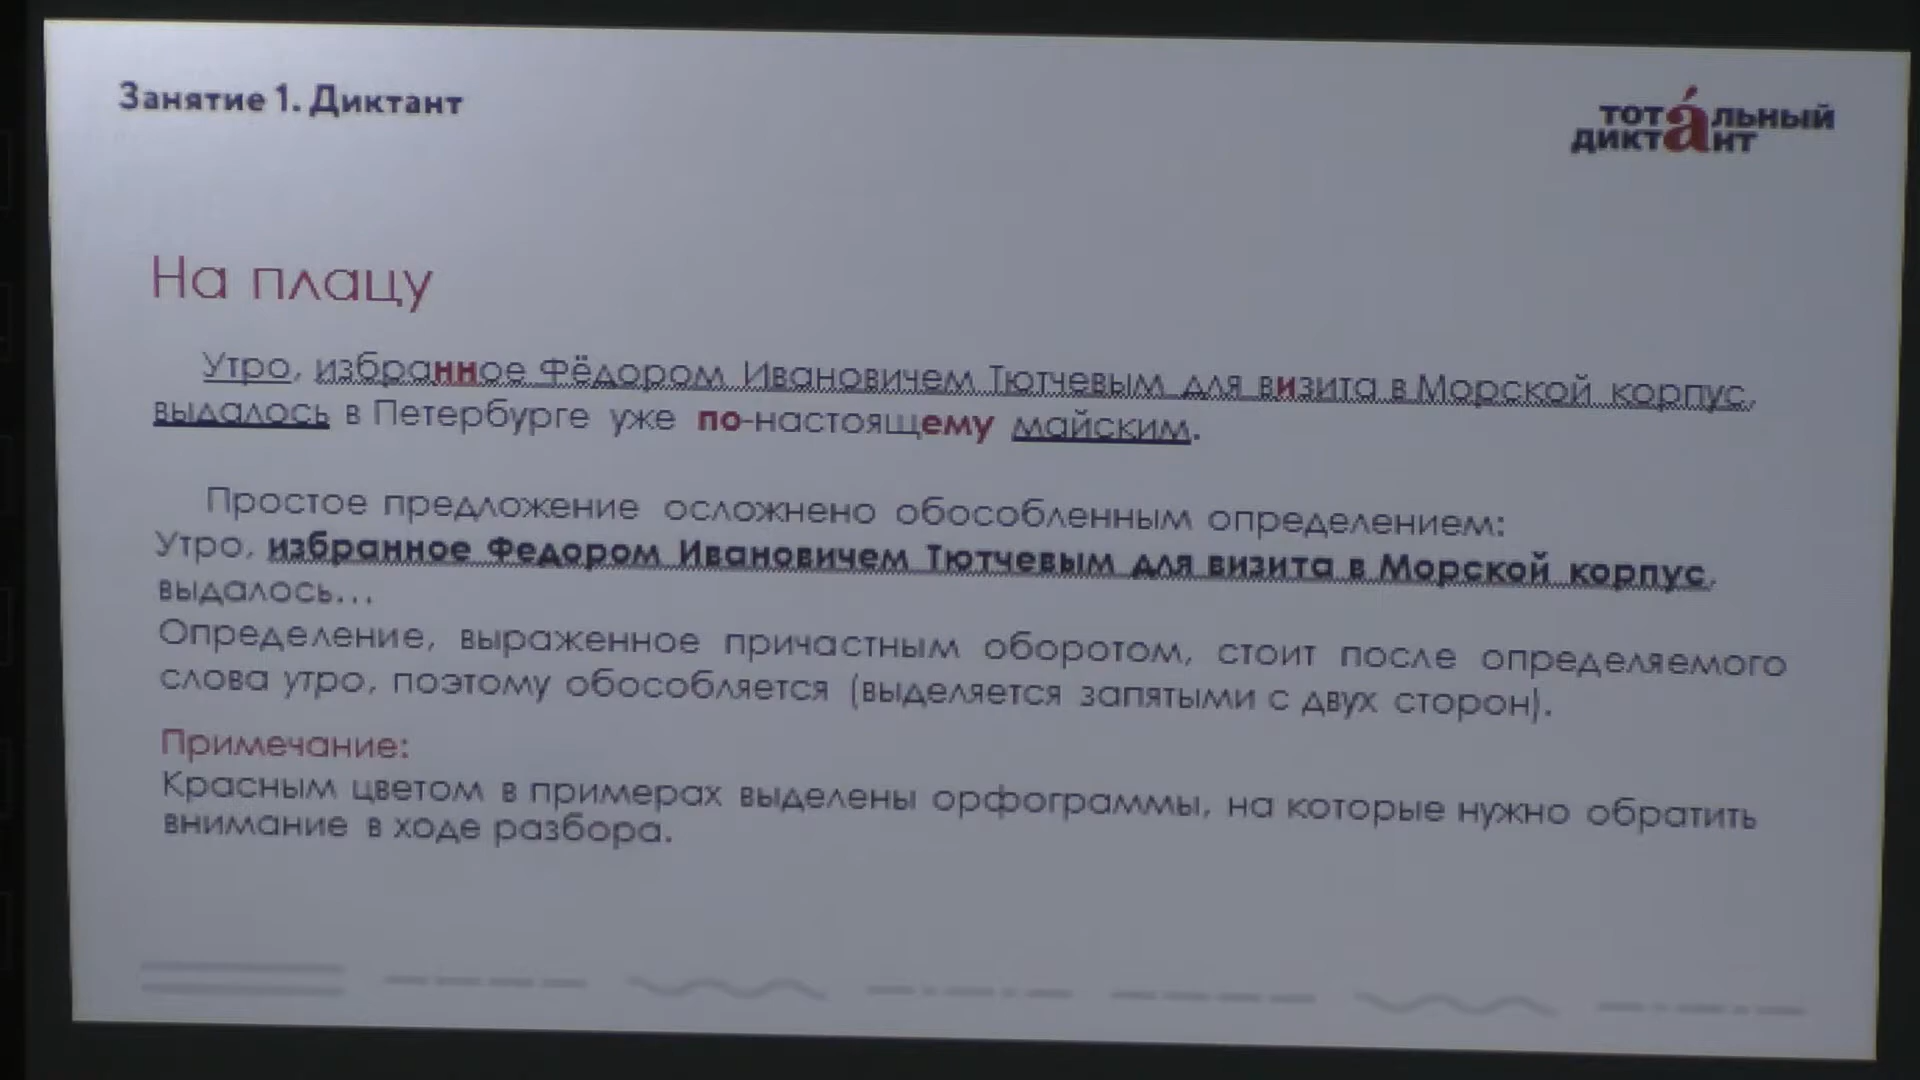 Занятие 1. Диктант
тотáльный
диктант
На плацу
Утро, избранное Фёдором Ивановичем Тютчевым для визита в Морской корпус,
выдалось в Петербурге уже по-настоящему майским.
Простое предложение осложнено обособленным определением:
Утро, избранное Федором Ивановичем Тютчевым для визита в Морской корпус,
выдалось...
Определение, выраженное причастным оборотом, стоит после определяемого
слова утро, поэтому обособляется (выделяется запятыми с двух сторон).
Примечание:
Красным цветом в примерах выделены орфограммы, на которые нужно обратить
внимание в ходе разбора.